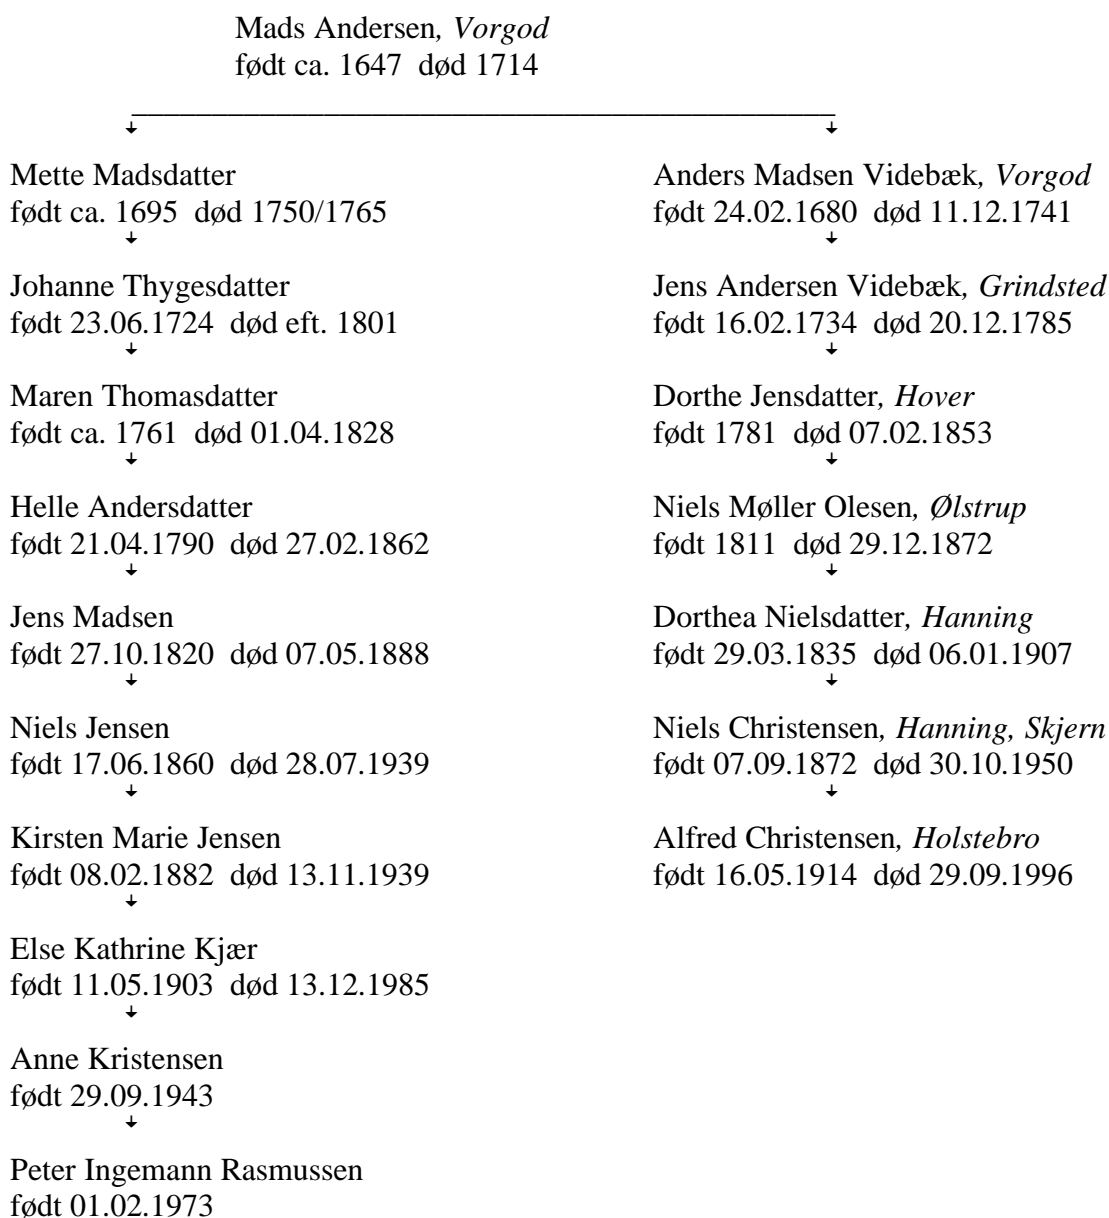 Mads Andersen, Vorgod
født ca. 1647  død 1714
Mette Madsdatter
født ca. 1695  død 1750/1765
Anders Madsen Videbæk, Vorgod
født 24.02.1680  død 11.12.1741
Johanne Thygesdatter
født 23.06.1724  død eft. 1801
Jens Andersen Videbæk, Grindsted
født 16.02.1734  død 20.12.1785
Maren Thomasdatter
født ca. 1761  død 01.04.1828
Dorthe Jensdatter, Hover
født 1781  død 07.02.1853
Helle Andersdatter
født 21.04.1790  død 27.02.1862
Niels Møller Olesen, Ølstrup
født 1811  død 29.12.1872
Jens Madsen
født 27.10.1820  død 07.05.1888
Dorthea Nielsdatter, Hanning
født 29.03.1835  død 06.01.1907
Niels Jensen
født 17.06.1860  død 28.07.1939
Niels Christensen, Hanning, Skjern
født 07.09.1872  død 30.10.1950
Kirsten Marie Jensen
født 08.02.1882  død 13.11.1939
Alfred Christensen, Holstebro
født 16.05.1914  død 29.09.1996
Else Kathrine Kjær
født 11.05.1903  død 13.12.1985
Anne Kristensen
født 29.09.1943
Peter Ingemann Rasmussen
født 01.02.1973